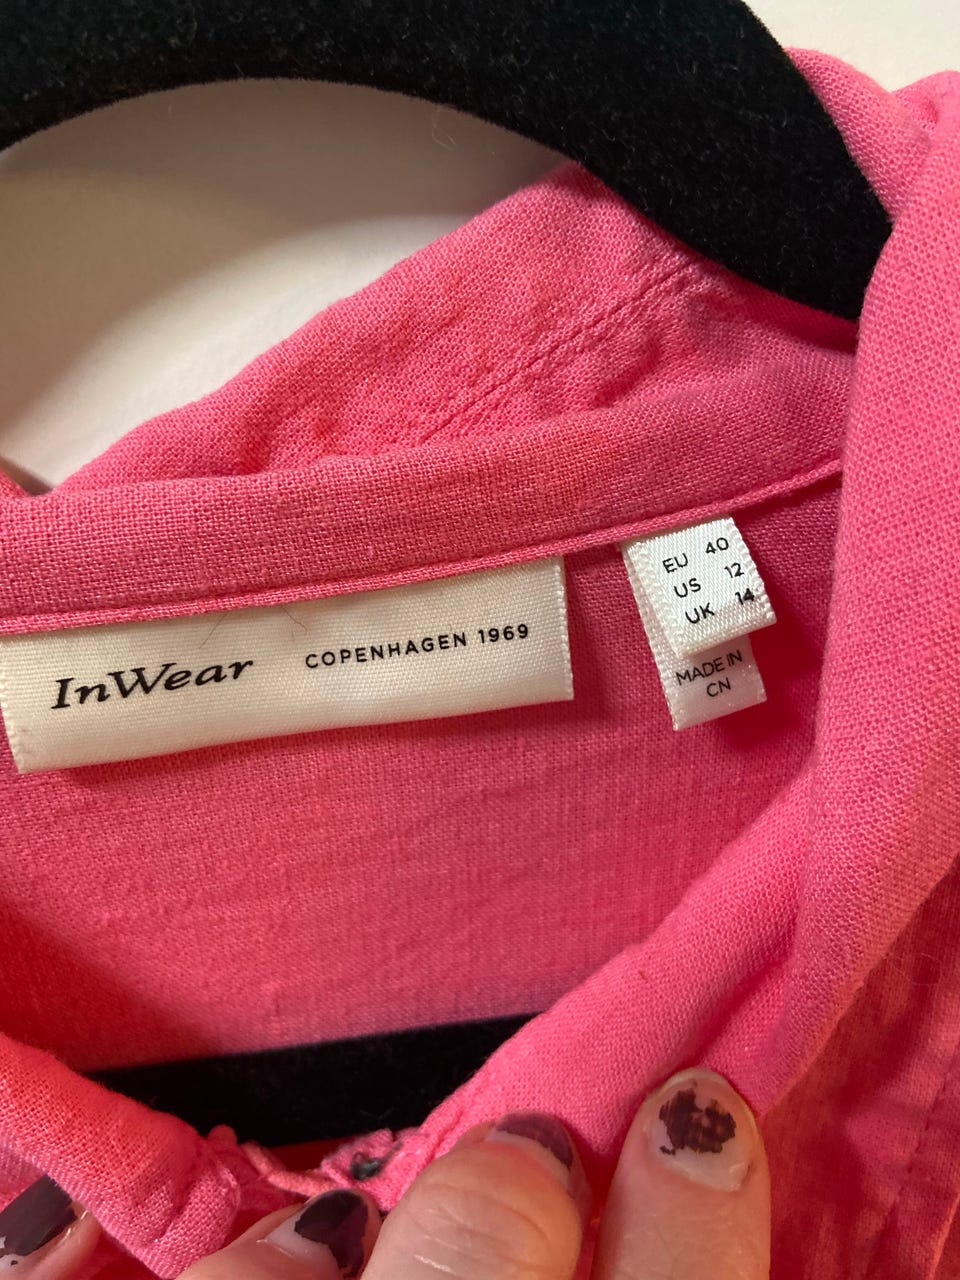 InWear COPENHAGEN 1969
EU 40
US 12
UK 14
MADE IN
CN